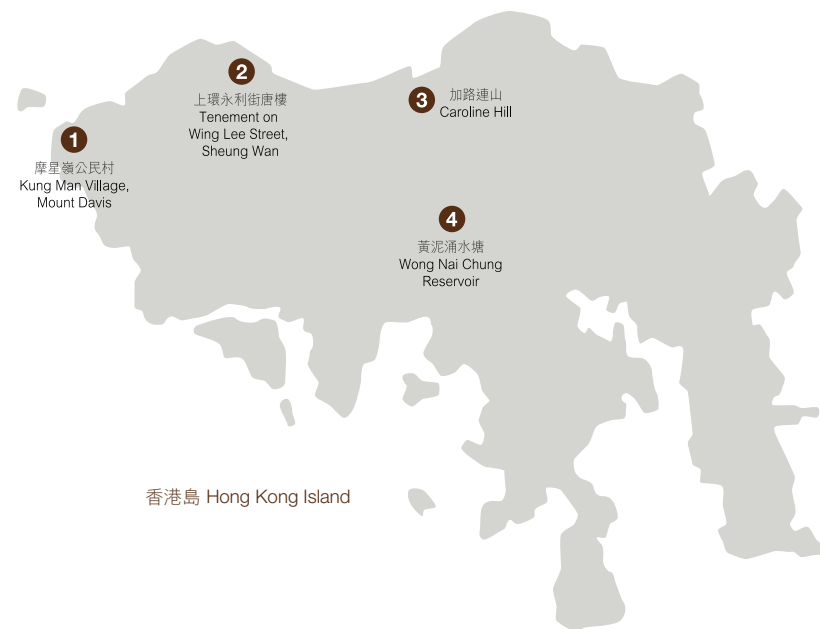 1
摩星嶺公民村
Kung Man Village,
Mount Davis
2
上環永利街唐樓
Tenement on
Wing Lee Street,
Sheung Wan
3
加路連山
Caroline Hill
4
黃泥涌水塘
Wong Nai Chung
Reservoir
香港島 Hong Kong Island